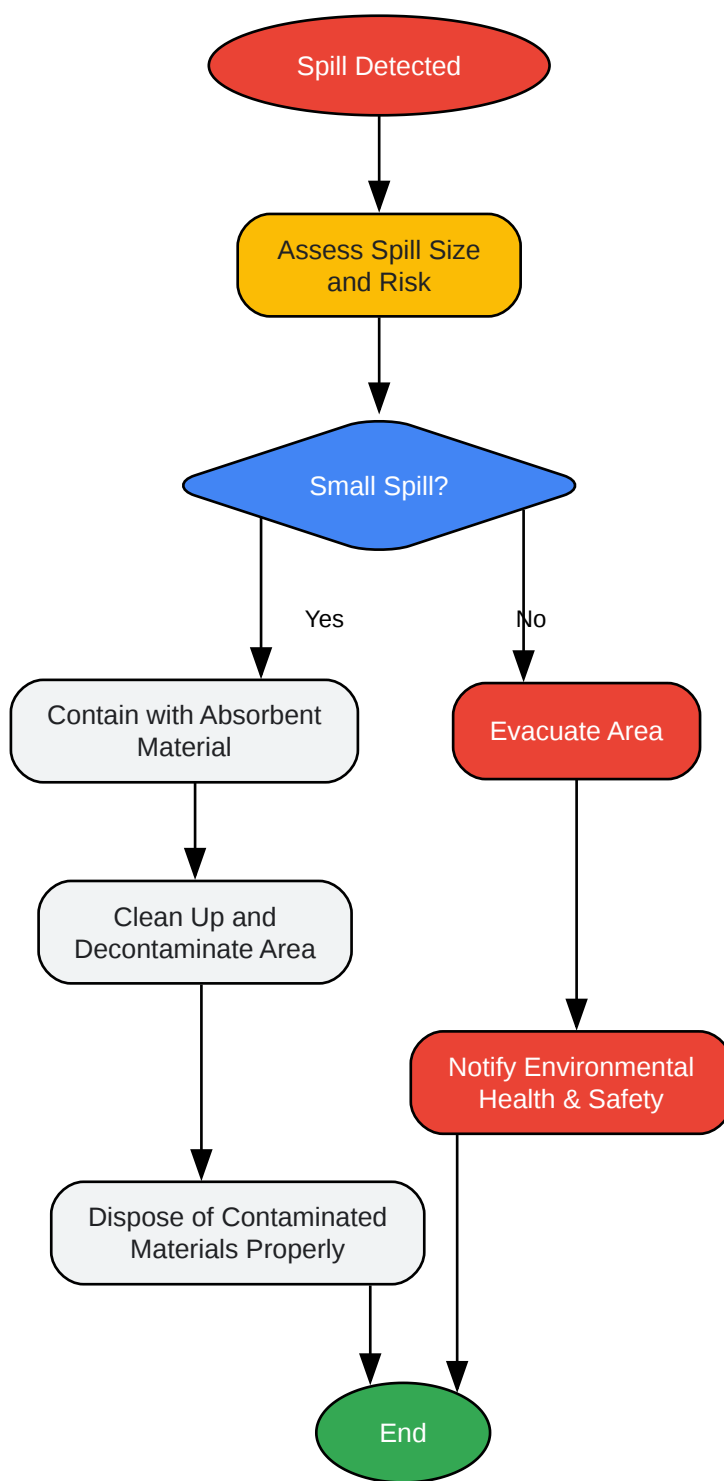 Spill Detected
Assess Spill Size
and Risk
Small Spill?
Yes
No
Contain with Absorbent
Material
Evacuate Area
Clean Up and
Decontaminate Area
Notify Environmental
Health & Safety
Dispose of Contaminated
Materials Properly
End